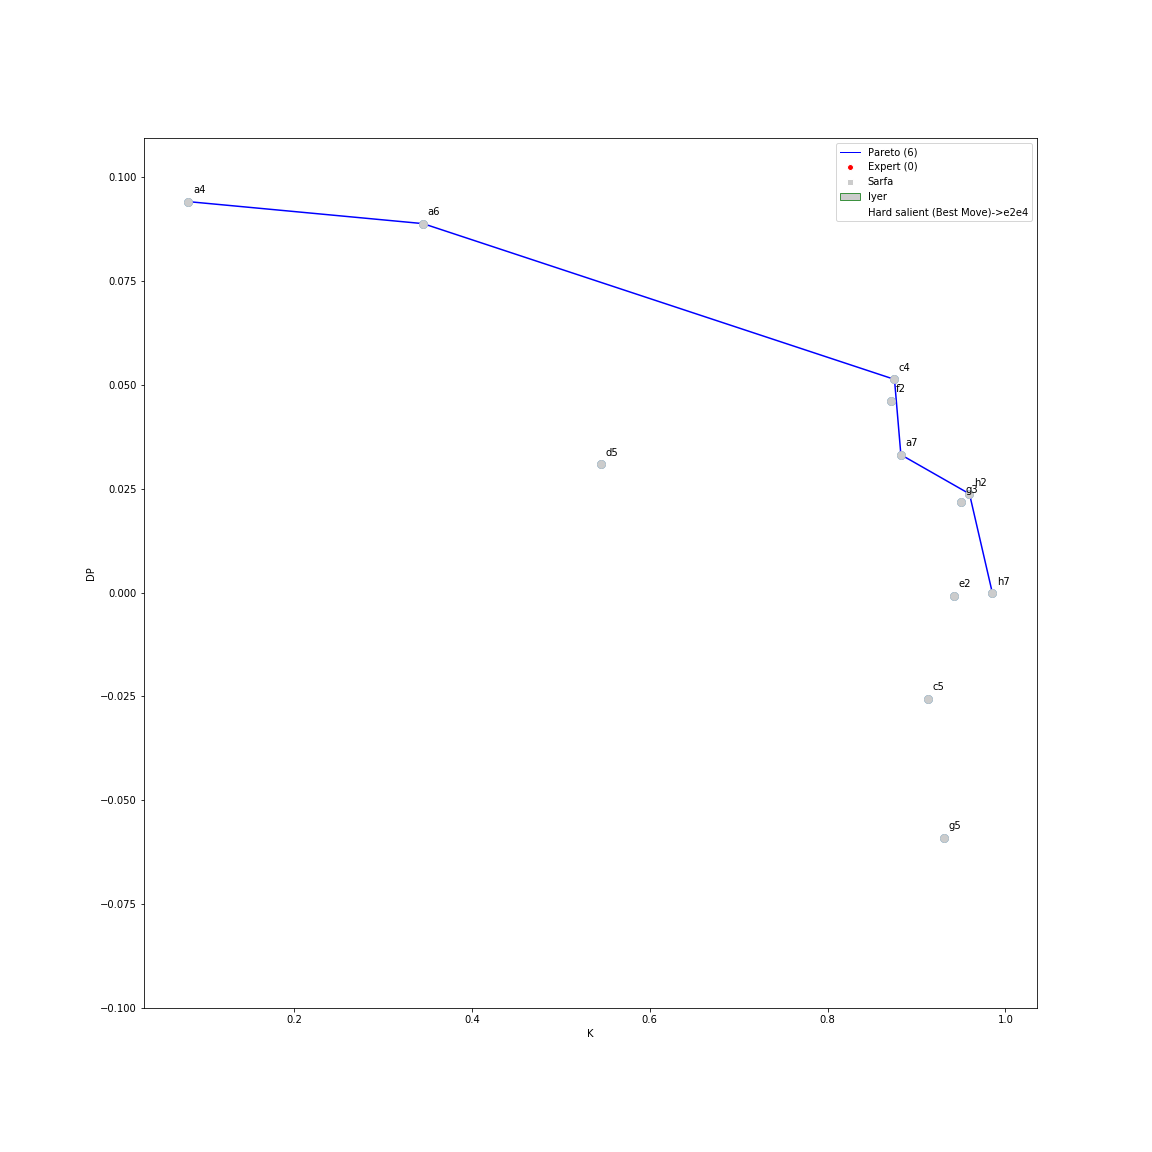 Pareto (6)
Expert (0)
Sarfa
Iyer
Hard salient (Best Move)->e2e4
0.100
0.075
0.050
0.025
0.000
−0.025
−0.050
−0.075
−0.100
DP
a4
a6
c4
f2
a7
d5
h2
g3
e2
h7
c5
g5
0.2
0.4
0.6
0.8
1.0
K